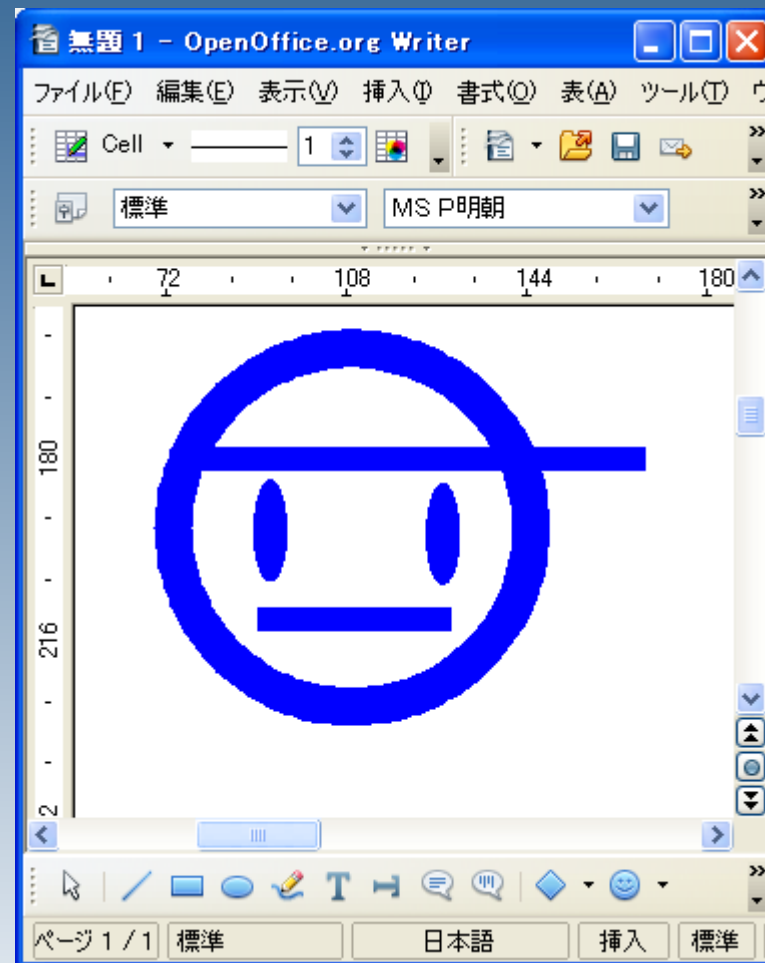 無題 1 - OpenOffice.org Writer
ファイル(F) 編集(E) 表示(V) 挿入(I) 書式(O) 表(A) ツール(T)
Cell 1
標準 MS P明朝
72 108 144 180
180
216
ページ 1 / 1 標準 日本語 挿入 標準